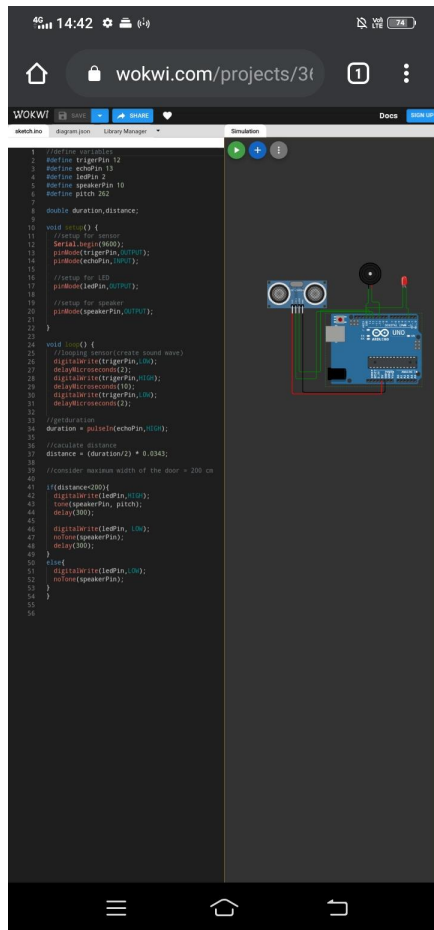 4G 14:42
VoI LTE 74
wokwi.com/projects/36
1
WOKWI SAVE SHARE Docs SIGN UP
sketch.ino diagram.json Library Manager Simulation
1 //define variables
2 #define trigerPin 12
3 #define echoPin 13
4 #define ledPin 2
5 #define speakerPin 10
6 #define pitch 262
7
8 double duration,distance;
9
10 void setup() {
11 //setup for sensor
12 Serial.begin(9600);
13 pinMode(trigerPin,OUTPUT);
14 pinMode(echoPin,INPUT);
15
16 //setup for LED
17 pinMode(ledPin,OUTPUT);
18
19 //setup for speaker
20 pinMode(speakerPin,OUTPUT);
21
22 }
23
24 void loop() {
25 //looping sensor(create sound wave)
26 digitalWrite(trigerPin,LOW);
27 delayMicroseconds(2);
28 digitalWrite(trigerPin,HIGH);
29 delayMicroseconds(10);
30 digitalWrite(trigerPin,LOW);
31 delayMicroseconds(2);
32
33 //getduration
34 duration = pulseIn(echoPin,HIGH);
35
36 //caculate distance
37 distance = (duration/2) * 0.0343;
38
39 //consider maximum width of the door = 200 cm
40
41 if(distance<200){
42 digitalWrite(ledPin,HIGH);
43 tone(speakerPin, pitch);
44 delay(300);
45
46 digitalWrite(ledPin, LOW);
47 noTone(speakerPin);
48 delay(300);
49 }
50 else{
51 digitalWrite(ledPin,LOW);
52 noTone(speakerPin);
53 }
54 }
55
56
UNO
ARDUINO